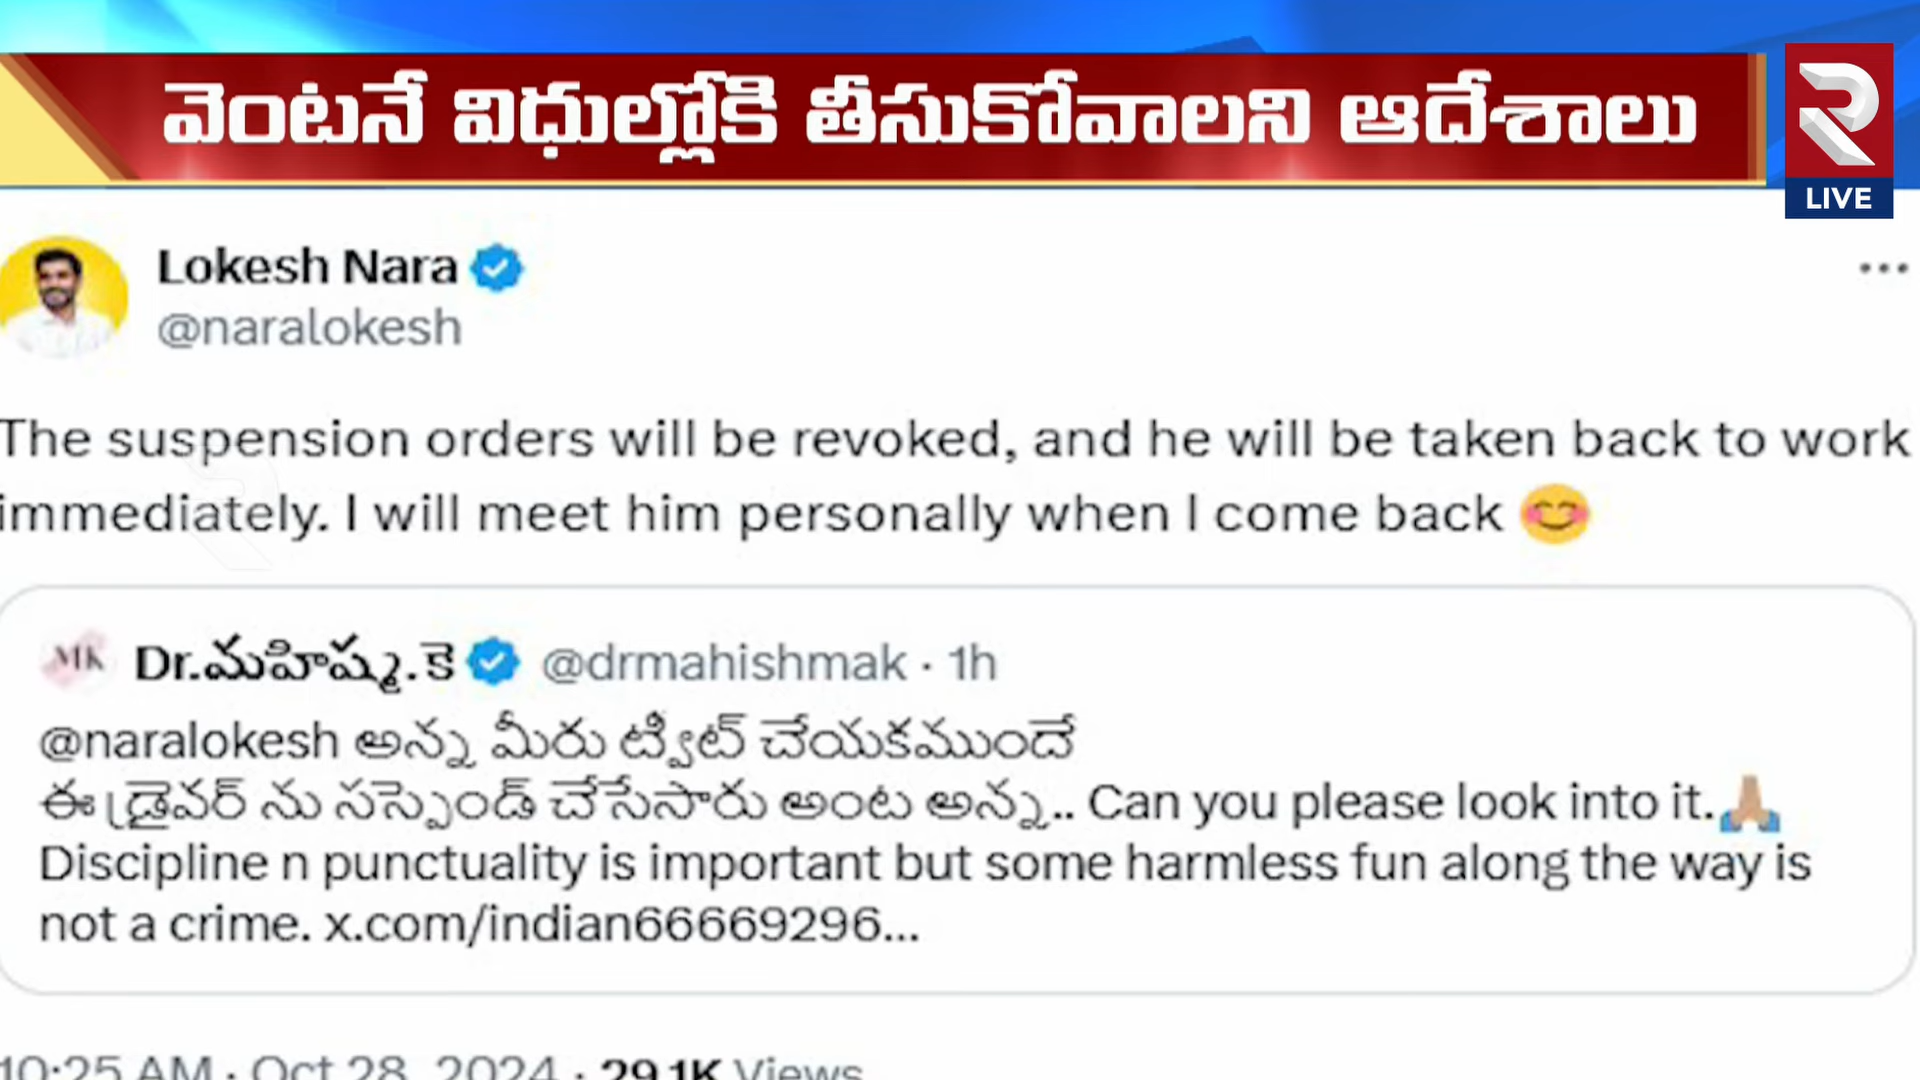 వెంటనే విధుల్లోకి తీసుకోవాలని ఆదేశాలు
R
LIVE
Lokesh Nara
@naralokesh
The suspension orders will be revoked, and he will be taken back to work
immediately. I will meet him personally when I come back 😊
MK Dr.మహిష్మ.కె @drmahishmak · 1h
@naralokesh అన్న మీరు ట్వీట్ చేయకముందే
ఈ డ్రైవర్ ను సస్పెండ్ చేసేసారు అంట అన్న.. Can you please look into it.🙏🏼
Discipline n punctuality is important but some harmless fun along the way is
not a crime. x.com/indian66669296...
10:25 AM · Oct 28, 2024 · 29.1K Views